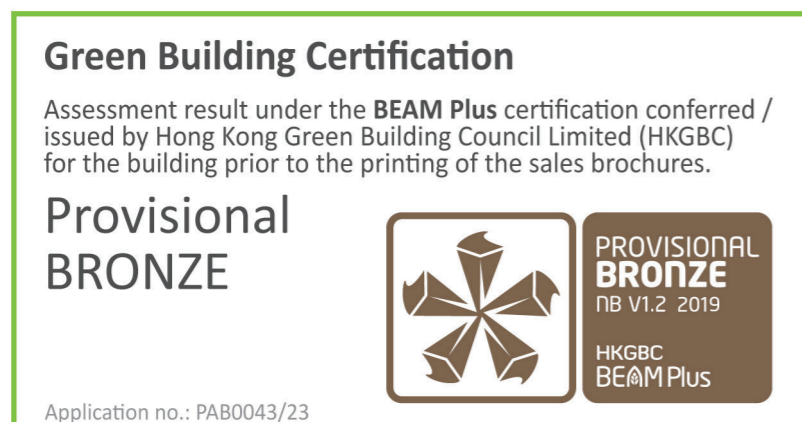 Green Building Certification
Assessment result under the BEAM Plus certification conferred /
issued by Hong Kong Green Building Council Limited (HKGBC)
for the building prior to the printing of the sales brochures.
Provisional
BRONZE
PROVISIONAL
BRONZE
NB V1.2 2019
HKGBC
BEAM Plus
Application no.: PAB0043/23